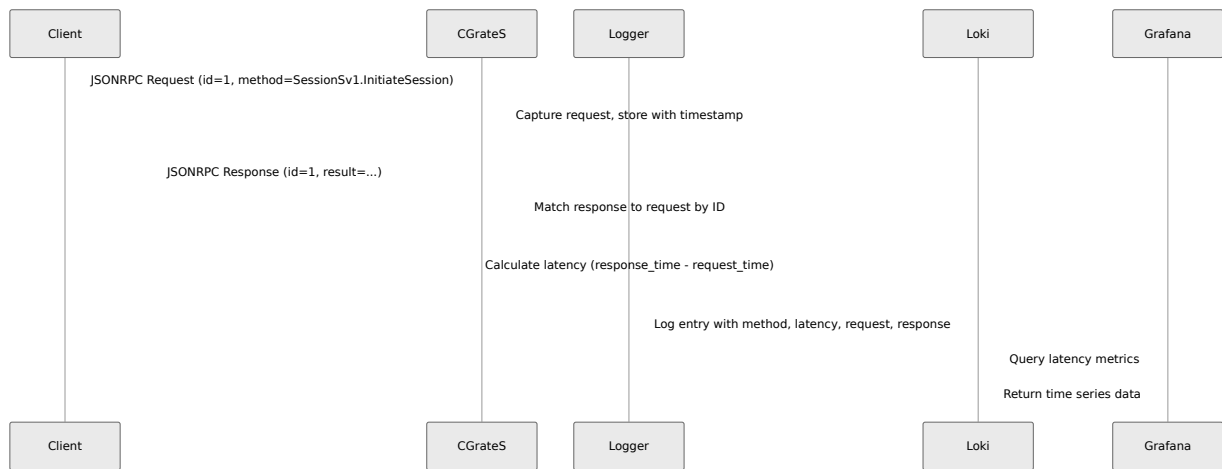 Client
CGrateS
Logger
Loki
Grafana
JSONRPC Request (id=1, method=SessionSv1.InitiateSession)
Capture request, store with timestamp
JSONRPC Response (id=1, result=...)
Match response to request by ID
Calculate latency (response_time - request_time)
Log entry with method, latency, request, response
Query latency metrics
Return time series data
Client
CGrateS
Logger
Loki
Grafana